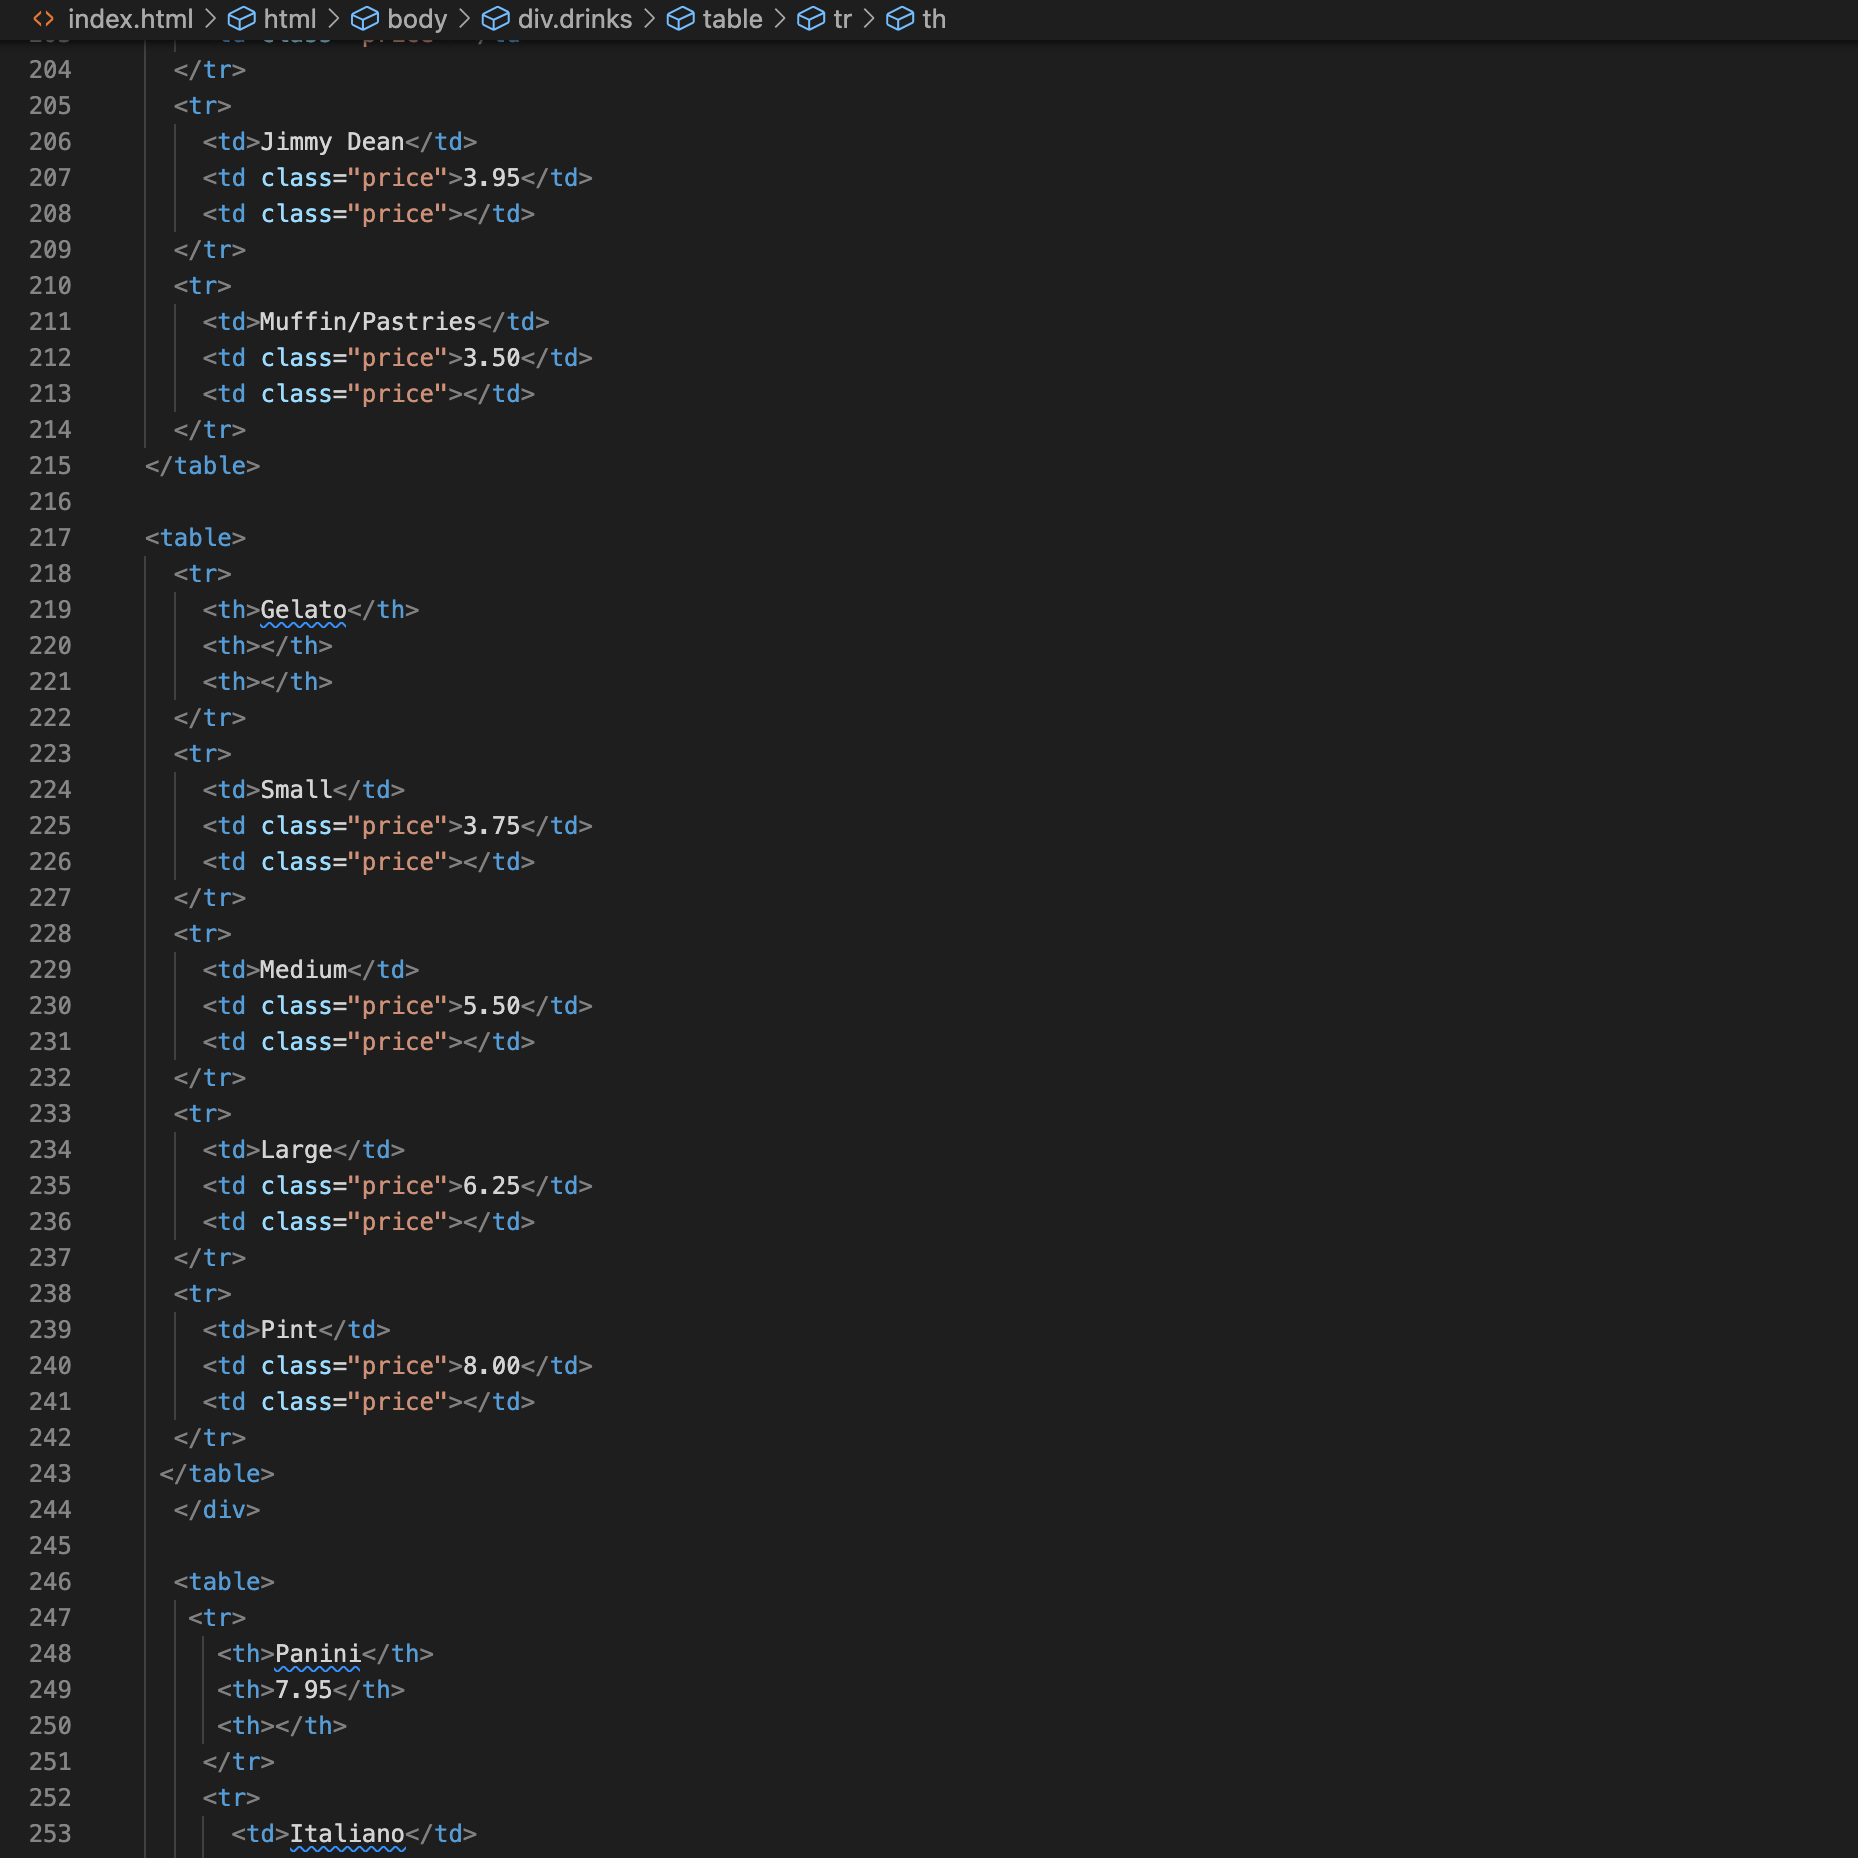 index.html > html > body > div.drinks > table > tr > th
204 </tr>
205 <tr>
206 <td>Jimmy Dean</td>
207 <td class="price">3.95</td>
208 <td class="price"></td>
209 </tr>
210 <tr>
211 <td>Muffin/Pastries</td>
212 <td class="price">3.50</td>
213 <td class="price"></td>
214 </tr>
215 </table>
216
217 <table>
218 <tr>
219 <th>Gelato</th>
220 <th></th>
221 <th></th>
222 </tr>
223 <tr>
224 <td>Small</td>
225 <td class="price">3.75</td>
226 <td class="price"></td>
227 </tr>
228 <tr>
229 <td>Medium</td>
230 <td class="price">5.50</td>
231 <td class="price"></td>
232 </tr>
233 <tr>
234 <td>Large</td>
235 <td class="price">6.25</td>
236 <td class="price"></td>
237 </tr>
238 <tr>
239 <td>Pint</td>
240 <td class="price">8.00</td>
241 <td class="price"></td>
242 </tr>
243 </table>
244 </div>
245
246 <table>
247 <tr>
248 <th>Panini</th>
249 <th>7.95</th>
250 <th></th>
251 </tr>
252 <tr>
253 <td>Italiano</td>